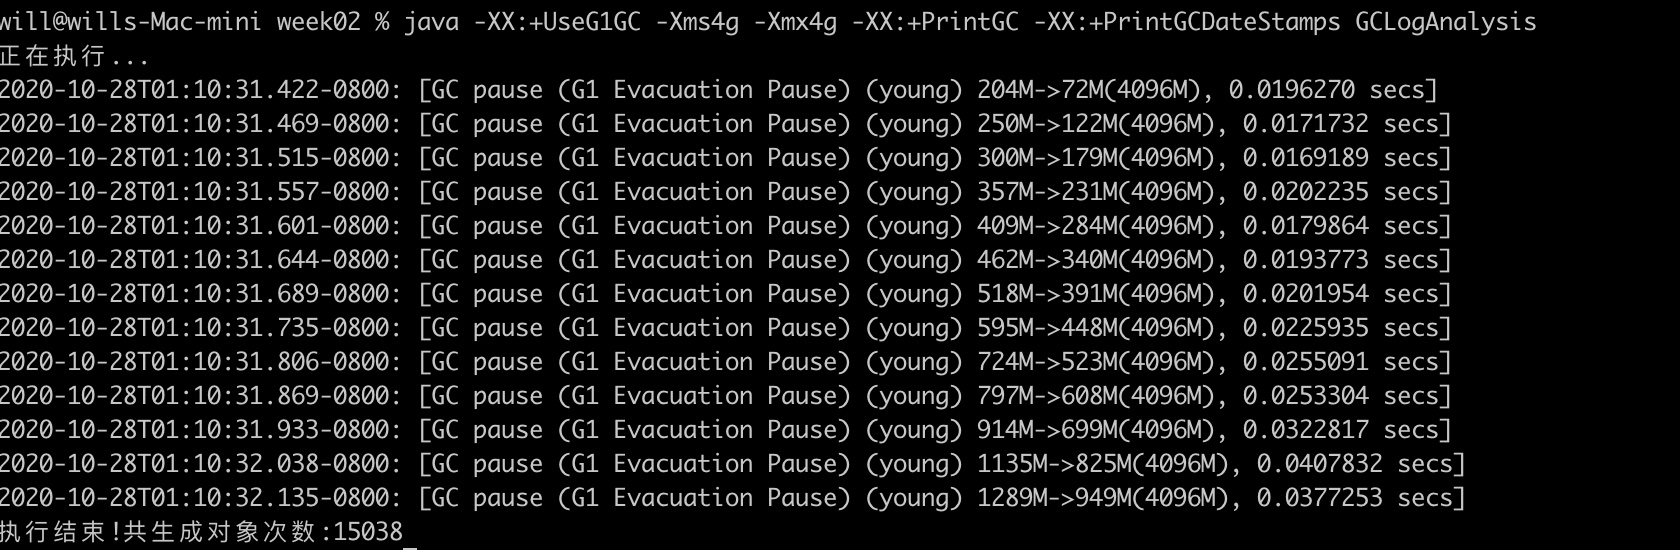 will@wills-Mac-mini week02 % java -XX:+UseG1GC -Xms4g -Xmx4g -XX:+PrintGC -XX:+PrintGCDateStamps GCLogAnalysis
正在执行...
2020-10-28T01:10:31.422-0800: [GC pause (G1 Evacuation Pause) (young) 204M->72M(4096M), 0.0196270 secs]
2020-10-28T01:10:31.469-0800: [GC pause (G1 Evacuation Pause) (young) 250M->122M(4096M), 0.0171732 secs]
2020-10-28T01:10:31.515-0800: [GC pause (G1 Evacuation Pause) (young) 300M->179M(4096M), 0.0169189 secs]
2020-10-28T01:10:31.557-0800: [GC pause (G1 Evacuation Pause) (young) 357M->231M(4096M), 0.0202235 secs]
2020-10-28T01:10:31.601-0800: [GC pause (G1 Evacuation Pause) (young) 409M->284M(4096M), 0.0179864 secs]
2020-10-28T01:10:31.644-0800: [GC pause (G1 Evacuation Pause) (young) 462M->340M(4096M), 0.0193773 secs]
2020-10-28T01:10:31.689-0800: [GC pause (G1 Evacuation Pause) (young) 518M->391M(4096M), 0.0201954 secs]
2020-10-28T01:10:31.735-0800: [GC pause (G1 Evacuation Pause) (young) 595M->448M(4096M), 0.0225935 secs]
2020-10-28T01:10:31.806-0800: [GC pause (G1 Evacuation Pause) (young) 724M->523M(4096M), 0.0255091 secs]
2020-10-28T01:10:31.869-0800: [GC pause (G1 Evacuation Pause) (young) 797M->608M(4096M), 0.0253304 secs]
2020-10-28T01:10:31.933-0800: [GC pause (G1 Evacuation Pause) (young) 914M->699M(4096M), 0.0322817 secs]
2020-10-28T01:10:32.038-0800: [GC pause (G1 Evacuation Pause) (young) 1135M->825M(4096M), 0.0407832 secs]
2020-10-28T01:10:32.135-0800: [GC pause (G1 Evacuation Pause) (young) 1289M->949M(4096M), 0.0377253 secs]
执行结束!共生成对象次数:15038